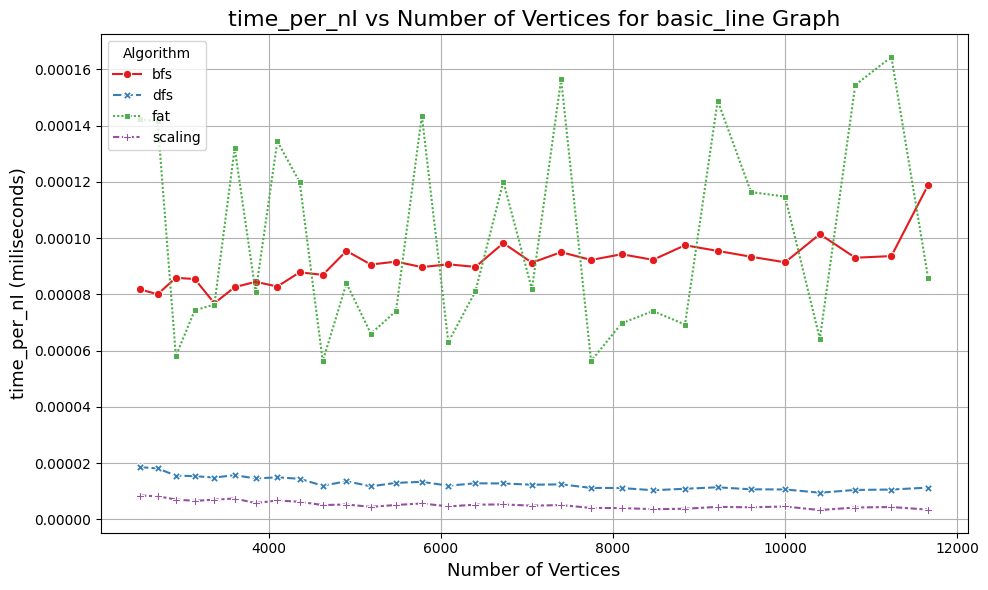 time_per_nI vs Number of Vertices for basic_line Graph
time_per_nI (miliseconds)
0.00016
0.00014
0.00012
0.00010
0.00008
0.00006
0.00004
0.00002
0.00000
Algorithm
bfs
dfs
fat
scaling
4000 6000 8000 10000 12000
Number of Vertices